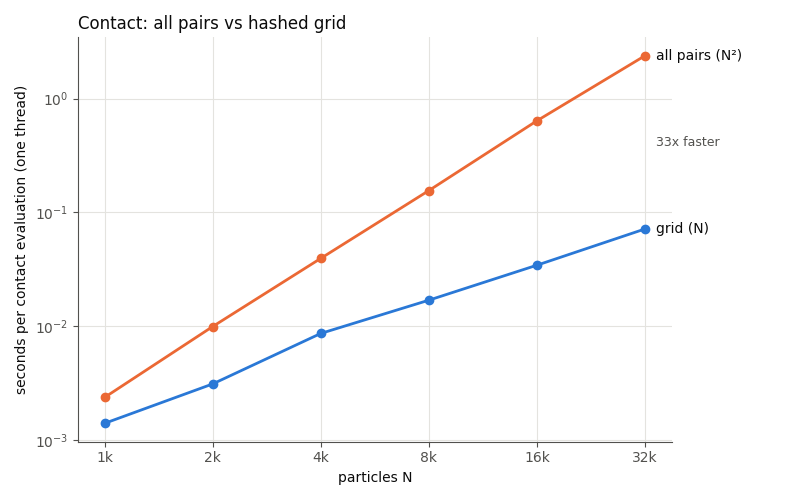 Contact: all pairs vs hashed grid
seconds per contact evaluation (one thread)
10⁰
10⁻¹
10⁻²
10⁻³
all pairs (N²)
33x faster
grid (N)
1k 2k 4k 8k 16k 32k
particles N